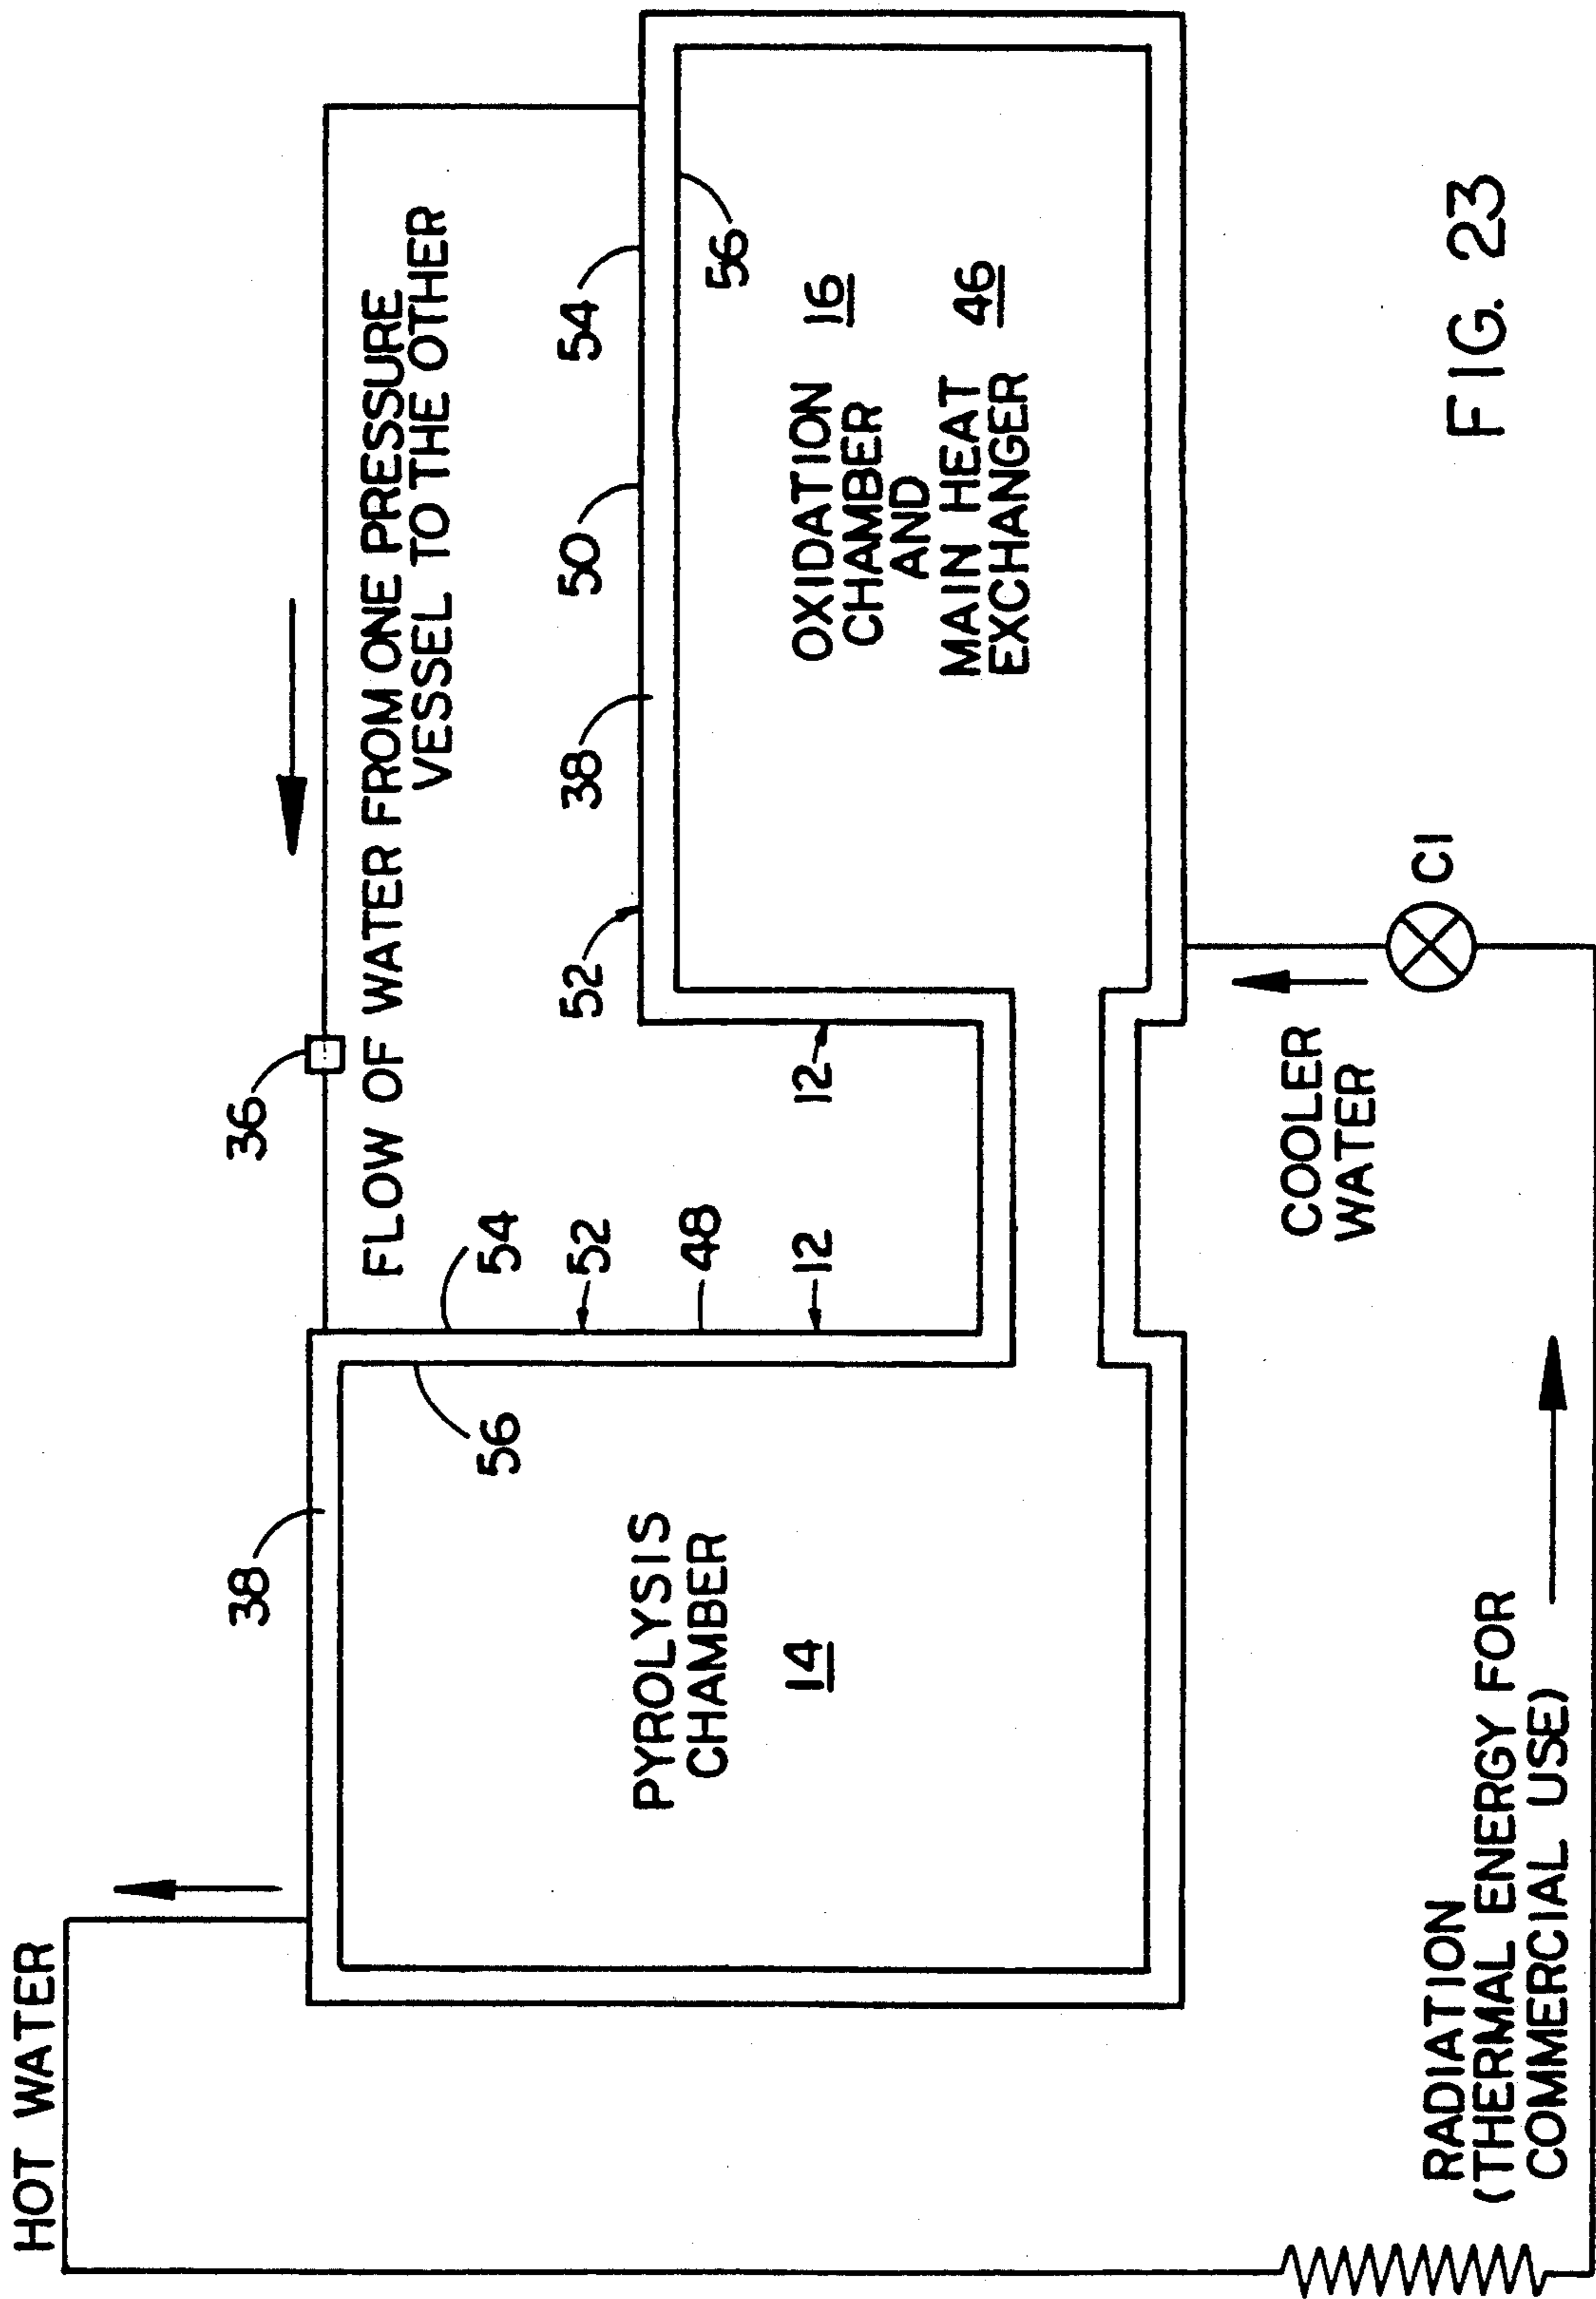 HOT WATER
36
FLOW OF WATER FROM ONE PRESSURE
VESSEL TO THE OTHER
38
54
52
48
12
56
PYROLYSIS
CHAMBER
14
52
38
50
54
12
56
OXIDATION
CHAMBER
16
AND
MAIN HEAT
EXCHANGER
46
COOLER
WATER
C1
RADIATION
(THERMAL ENERGY FOR
COMMERCIAL USE)
FIG. 23